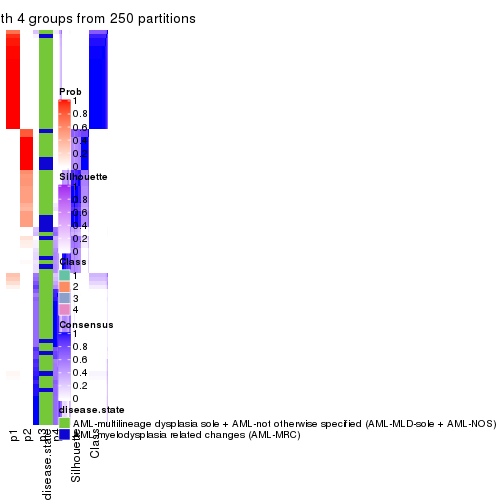 th 4 groups from 250 partitions
Prob
1
0.8
0.6
0.4
0.2
0
Silhouette
1
0.8
0.6
0.4
0.2
0
Class
1
2
3
4
Consensus
1
0.8
0.6
0.4
0.2
0
disease.state
AML-multilineage dysplasia sole + AML-not otherwise specified (AML-MLD-sole + AML-NOS)
AML-myelodysplasia related changes (AML-MRC)
p1
p2
disease.state
p3
p4
Silhouette
Class